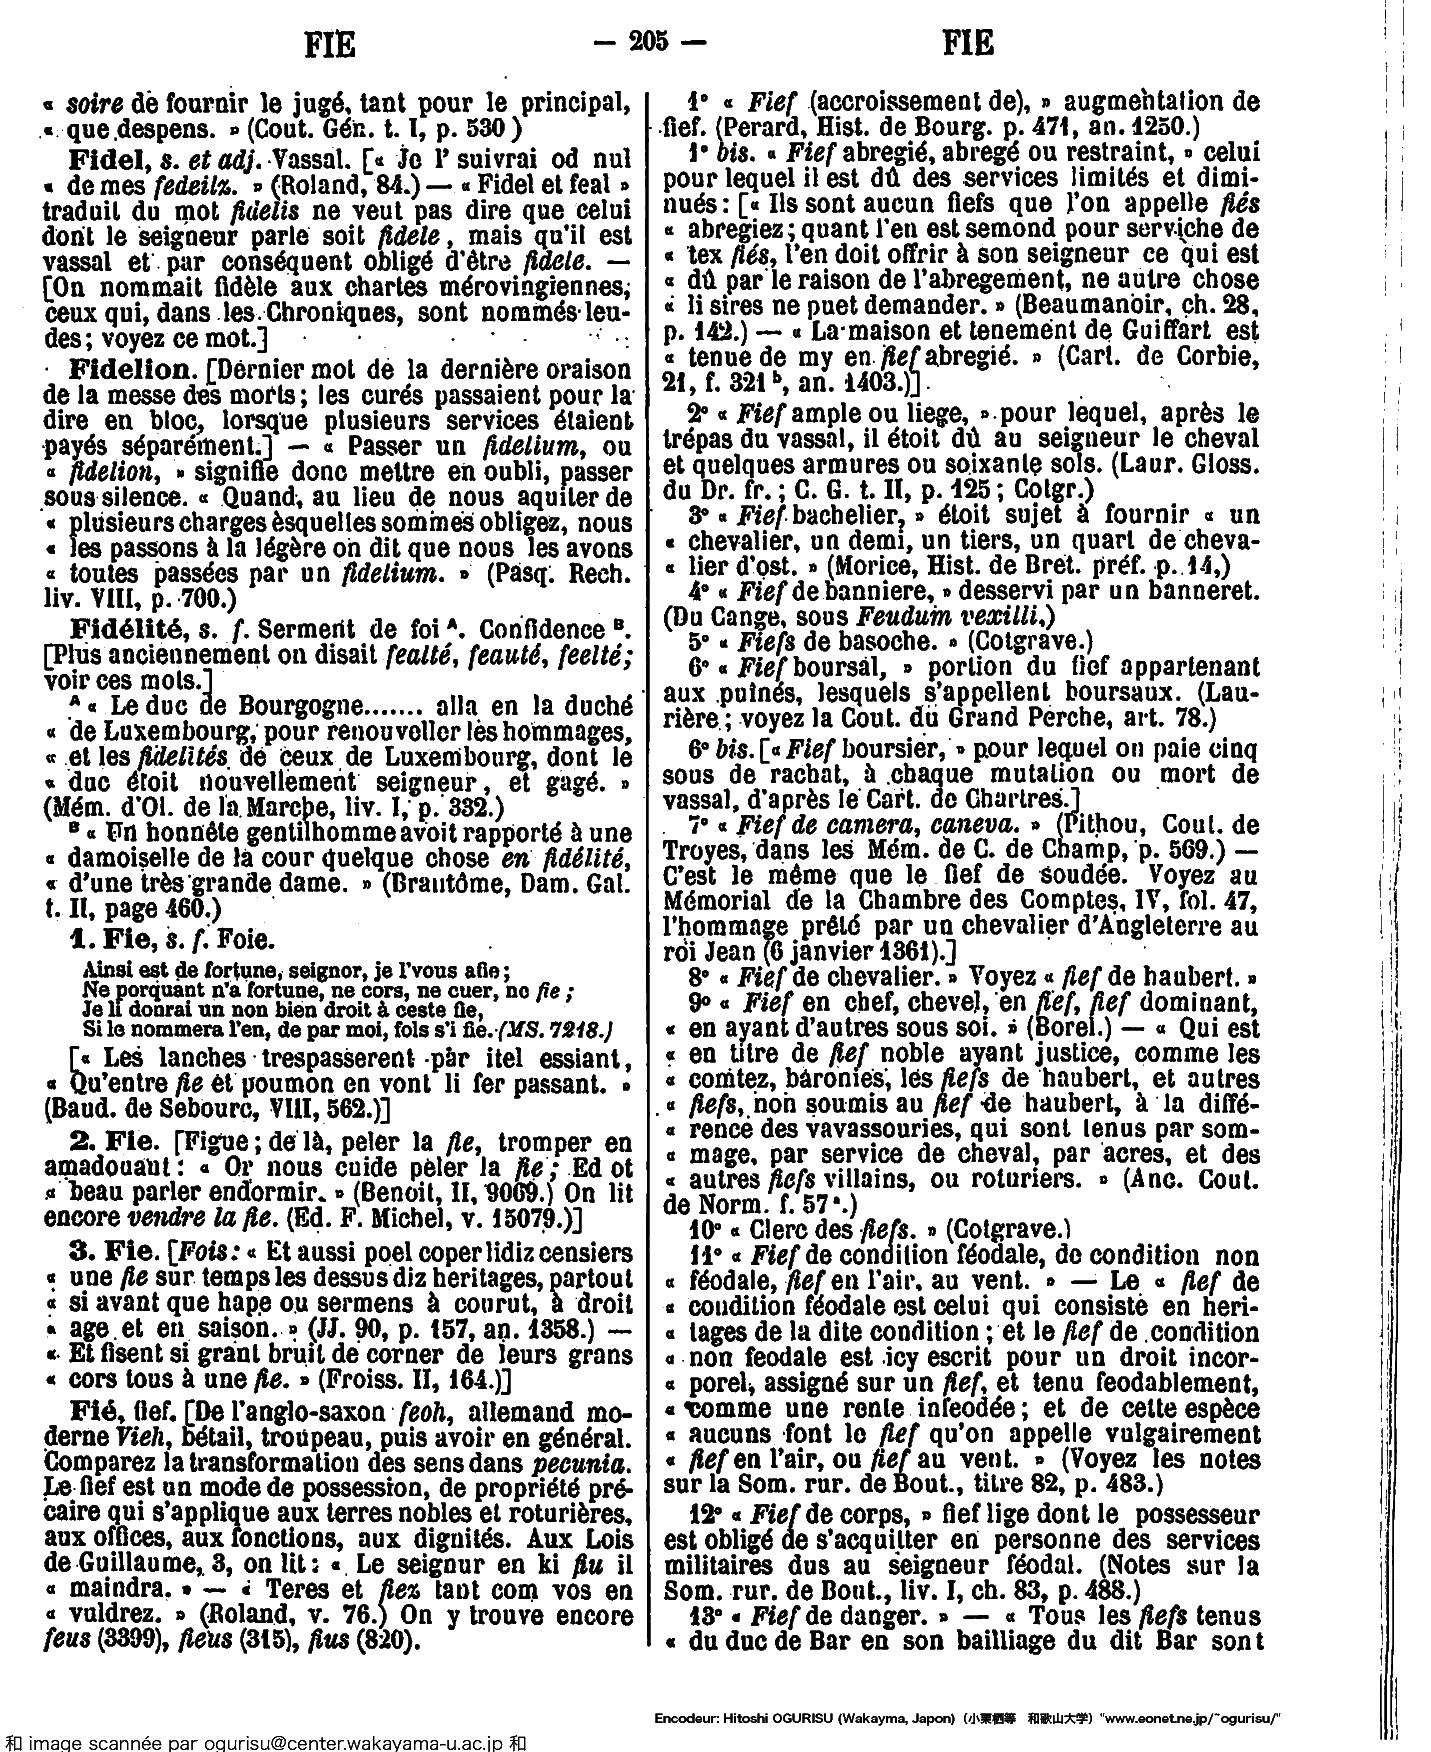 FIE — 205 — FIE
« soire de fournir le jugé, tant pour le principal,
« que despens. » (Cout. Gén. t. I, p. 530)
Fidel, s. et adj. Vassal. [« Je l' suivrai od nul
« de mes fedeilz. » (Roland, 84.) — « Fidel et feal »
traduit du mot fidelis ne veut pas dire que celui
dont le seigneur parle soit fidele, mais qu'il est
vassal et par conséquent obligé d'être fidele. —
[On nommait fidèle aux chartes mérovingiennes,
ceux qui, dans les Chroniques, sont nommés leu-
des ; voyez ce mot.]
Fidelion. [Dernier mot de la dernière oraison
de la messe des morts ; les curés passaient pour la
dire en bloc, lorsque plusieurs services étaient
payés séparément.] — « Passer un fidelium, ou
« fidelion, » signifie donc mettre en oubli, passer
sous silence. « Quand, au lieu de nous aquiter de
« plusieurs charges èsquelles sommes obligez, nous
« les passons à la légère on dit que nous les avons
« toutes passées par un fidelium. » (Pasq. Rech.
liv. VIII, p. 700.)
Fidélité, s. f. Serment de foi A. Confidence B.
[Plus anciennement on disait fealté, feauté, feelté ;
voir ces mots.]
A « Le duc de Bourgogne....... alla en la duché
« de Luxembourg, pour renouveller les hommages,
« et les fidelités de ceux de Luxembourg, dont le
« duc étoit nouvellement seigneur, et gagé. »
(Mém. d'Ol. de la Marche, liv. I, p. 332.)
B « Un honnête gentilhomme avoit rapporté à une
« damoiselle de la cour quelque chose en fidélité,
« d'une très grande dame. » (Brantôme, Dam. Gal.
t. II, page 460.)
1. Fie, s. f. Foie.
Ainsi est de fortune, seignor, je l'vous afie ;
Ne porquant n'a fortune, ne cors, ne cuer, ne fie ;
Je li donrai un non bien droit à ceste fie,
Si le nommera l'en, de par moi, fols s'i fie. (MS. 7218.)
[« Les lanches trespasserent par itel essiant,
« Qu'entre fie et poumon en vont li fer passant. »
(Baud. de Sebourc, VIII, 562.)]
2. Fie. [Figue ; de là, peler la fie, tromper en
amadouant : « Or nous cuide pèler la fie ; Ed ot
« beau parler endormir. » (Benoit, II, 9069.) On lit
encore vendre la fie. (Ed. F. Michel, v. 15079.)]
3. Fie. [Fois : « Et aussi poel coper lidiz censiers
« une fie sur temps les dessus diz heritages, partout
« si avant que hape ou sermens à courut, à droit
« age et en saison. » (JJ. 90, p. 157, an. 1358.) —
« Et fisent si grant bruit de corner de leurs grans
« cors tous à une fie. » (Froiss. II, 164.)]
Fié, fief. [De l'anglo-saxon feoh, allemand mo-
derne Vieh, bétail, troupeau, puis avoir en général.
Comparez la transformation des sens dans pecunia.
Le fief est un mode de possession, de propriété pré-
caire qui s'applique aux terres nobles et roturières,
aux offices, aux fonctions, aux dignités. Aux Lois
de Guillaume, 3, on lit : « Le seignur en ki fiu il
« maindra. » — « Teres et fiez tant com vos en
« vuldrez. » (Roland, v. 76.) On y trouve encore
feus (3399), fieus (315), fius (820).
1° « Fief (accroissement de), » augmentation de
fief. (Perard, Hist. de Bourg. p. 471, an. 1250.)
1° bis. « Fief abregié, abregé ou restraint, » celui
pour lequel il est dû des services limités et dimi-
nués : [« Ils sont aucun fiefs que l'on appelle fiés
« abregiez ; quant l'en est semond pour serviche de
« tex fiés, l'en doit offrir à son seigneur ce qui est
« dû par le raison de l'abregement, ne autre chose
« li sires ne puet demander. » (Beaumanoir, ch. 28,
p. 142.) — « La maison et tenement de Guiffart est
« tenue de my en fief abregié. » (Cart. de Corbie,
21, f. 321 b, an. 1403.)]
2° « Fief ample ou liege, » pour lequel, après le
trépas du vassal, il étoit dû au seigneur le cheval
et quelques armures ou soixante sols. (Laur. Gloss.
du Dr. fr. ; C. G. t. II, p. 125 ; Cotgr.)
3° « Fief bachelier, » étoit sujet à fournir « un
« chevalier, un demi, un tiers, un quart de cheva-
« lier d'ost. » (Morice, Hist. de Bret. préf. p. 14,)
4° « Fief de banniere, » desservi par un banneret.
(Du Cange, sous Feudum vexilli.)
5° « Fiefs de basoche. » (Cotgrave.)
6° « Fief boursal, » portion du fief appartenant
aux puînés, lesquels s'appellent boursaux. (Lau-
rière ; voyez la Cout. du Grand Perche, art. 78.)
6° bis. [« Fief boursier, » pour lequel on paie cinq
sous de rachat, à chaque mutation ou mort de
vassal, d'après le Cart. de Chartres.]
7° « Fief de camera, caneva. » (Pithou, Cout. de
Troyes, dans les Mém. de C. de Champ, p. 569.) —
C'est le même que le fief de soudée. Voyez au
Mémorial de la Chambre des Comptes, IV, fol. 47,
l'hommage prêté par un chevalier d'Angleterre au
roi Jean (6 janvier 1361).]
8° « Fief de chevalier. » Voyez « fief de haubert. »
9° « Fief en chef, chevel, en fief, fief dominant,
« en ayant d'autres sous soi. » (Borel.) — « Qui est
« en titre de fief noble ayant justice, comme les
« comtez, baronies, les fiefs de haubert, et autres
« fiefs, non soumis au fief de haubert, à la diffé-
« rence des vavassouries, qui sont tenus par som-
« mage, par service de cheval, par acres, et des
« autres fiefs villains, ou roturiers. » (Anc. Cout.
de Norm. f. 57 a.)
10° « Clerc des fiefs. » (Cotgrave.)
11° « Fief de condition féodale, de condition non
« féodale, fief en l'air, au vent. » — Le « fief de
« condition féodale est celui qui consiste en heri-
« tages de la dite condition ; et le fief de condition
« non feodale est icy escrit pour un droit incor-
« porel, assigné sur un fief, et tenu feodablement,
« comme une rente infeodée ; et de cette espèce
« aucuns font le fief qu'on appelle vulgairement
« fief en l'air, ou fief au vent. » (Voyez les notes
sur la Som. rur. de Bout., titre 82, p. 483.)
12° « Fief de corps, » fief lige dont le possesseur
est obligé de s'acquitter en personne des services
militaires dus au seigneur féodal. (Notes sur la
Som. rur. de Bout., liv. I, ch. 83, p. 488.)
13° « Fief de danger. » — « Tous les fiefs tenus
« du duc de Bar en son bailliage du dit Bar sont
Encodeur: Hitoshi OGURISU (Wakayma, Japon) (小栗栖等 和歌山大学) "www.eonet.ne.jp/~ogurisu/"
和 image scannée par ogurisu@center.wakayama-u.ac.jp 和